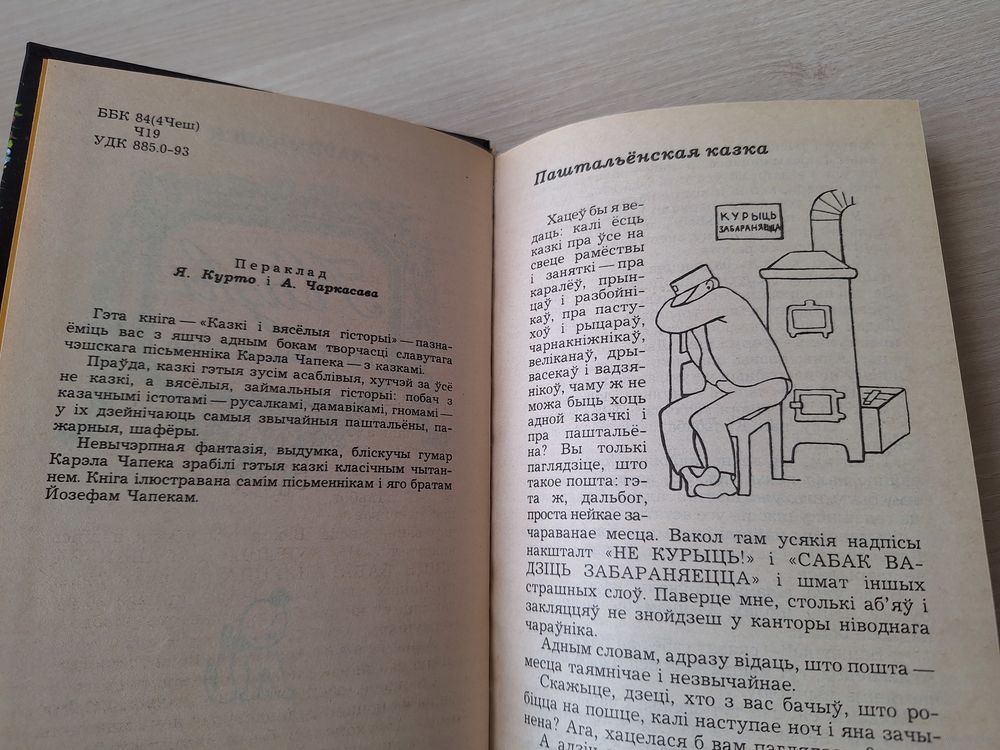 ББК 84(4Чеш)
Ч19
УДК 885.0–93
Пераклад
Я. Курто і А. Чаркасава
Гэта кніга — «Казкі і вясёлыя гісторыі» — пазна-
ёміць вас з яшчэ адным бокам творчасці славутага
чэшскага пісьменніка Карэла Чапека — з казкамі.
Праўда, казкі гэтыя зусім асаблівыя, хутчэй за ўсё
не казкі, а вясёлыя, займальныя гісторыі: побач з
казачнымі істотамі — русалкамі, дамавікамі, гномамі —
у іх дзейнічаюць самыя звычайныя паштальёны, па-
жарныя, шафёры.
Невычэрпная фантазія, выдумка, бліскучы гумар
Карэла Чапека зрабілі гэтыя казкі класічным чытан-
нем. Кніга ілюстравана самім пісьменнікам і яго братам
Йозефам Чапекам.
Паштальёнская казка
Хацеў бы я ве-
даць: калі ёсць
казкі пра ўсе на
свеце рамёствы
і заняткі — пра
каралёў, прын-
цаў і разбойні-
каў, пра пасту-
хоў і рыцараў,
чарнакніжнікаў,
веліканаў, дры-
васекаў і вадзя-
нікоў, чаму ж не
можа быць хоць
адной казачкі і
пра паштальё-
на? Вы толькі
паглядзіце, што
такое пошта: гэ-
та ж, дальбог,
проста нейкае за-
чараванае месца. Вакол там усякія надпісы
накшталт «НЕ КУРЫЦЬ!» і «САБАК ВА-
ДЗІЦЬ ЗАБАРАНЯЕЦЦА» і шмат іншых
страшных слоў. Паверце мне, столькі аб’яў і
закляццяў не знойдзеш у канторы ніводнага
чараўніка.
Адным словам, адразу відаць, што пошта —
месца таямнічае і незвычайнае.
Скажыце, дзеці, хто з вас бачыў, што ро-
біцца на пошце, калі наступае ноч і яна зачы-
нена? Ага, хацелася б вам
А адзін
КУРЫЦЬ
ЗАБАРАНЯЕЦЦА